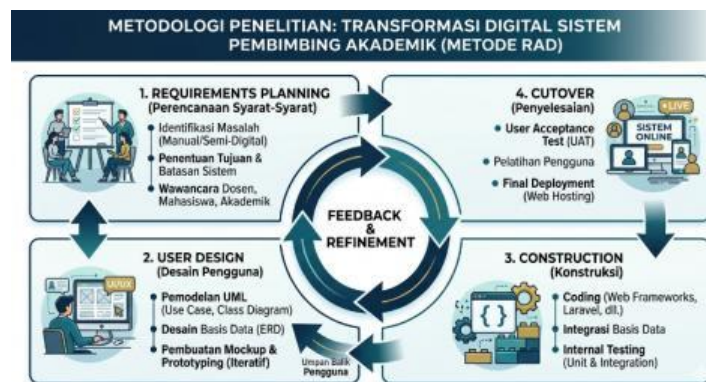 METODOLOGI PENELITIAN: TRANSFORMASI DIGITAL SISTEM
PEMBIMBING AKADEMIK (METODE RAD)
1. REQUIREMENTS PLANNING
(Perencanaan Syarat-Syarat)
• Identifikasi Masalah
(Manual/Semi-Digital)
• Penentuan Tujuan &
Batasan Sistem
• Wawancara Dosen,
Mahasiswa, Akademik
4. CUTOVER
(Penyelesaian)
• User Acceptance
Test (UAT)
• Pelatihan Pengguna
• Final Deployment
(Web Hosting)
LIVE
SISTEM
ONLINE
FEEDBACK
&
REFINEMENT
2. USER DESIGN
(Desain Pengguna)
UI/UX
• Pemodelan UML
(Use Case, Class Diagram)
• Desain Basis Data (ERD)
• Pembuatan Mockup &
Prototyping (Iteratif)
Umpan Balik
Pengguna
3. CONSTRUCTION
(Konstruksi)
{ }
• Coding (Web Frameworks,
Laravel, dll.)
• Integrasi Basis Data
• Internal Testing
(Unit & Integration)